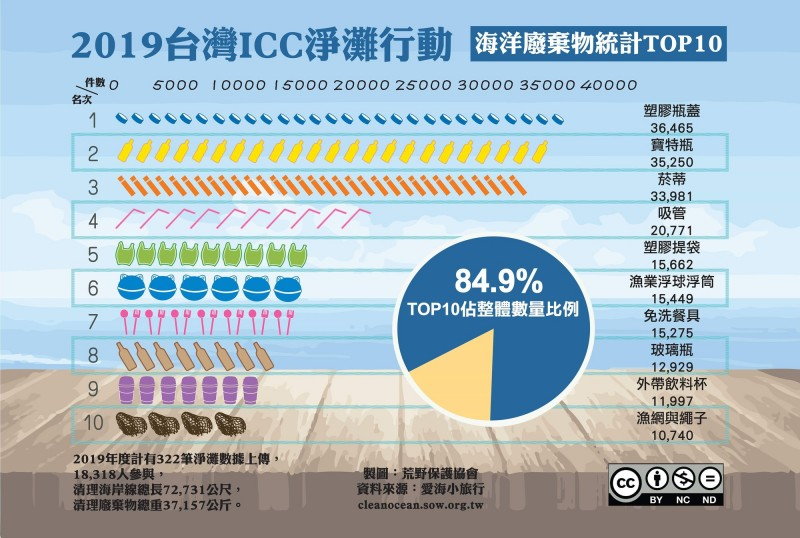 2019台灣ICC淨灘行動
海洋廢棄物統計TOP10
件數 0 5000 10000 15000 20000 25000 30000 35000 40000
名次
1 塑膠瓶蓋
36,465
2 寶特瓶
35,250
3 菸蒂
33,981
4 吸管
20,771
5 塑膠提袋
15,662
6 漁業浮球浮筒
15,449
7 免洗餐具
15,275
8 玻璃瓶
12,929
9 外帶飲料杯
11,997
10 漁網與繩子
10,740
84.9%
TOP10佔整體數量比例
2019年度計有322筆淨灘數據上傳，
18,318人參與，
清理海岸線總長72,731公尺，
清理廢棄物總重37,157公斤。
製圖：荒野保護協會
資料來源：愛海小旅行
cleanocean.sow.org.tw
cc
BY NC ND